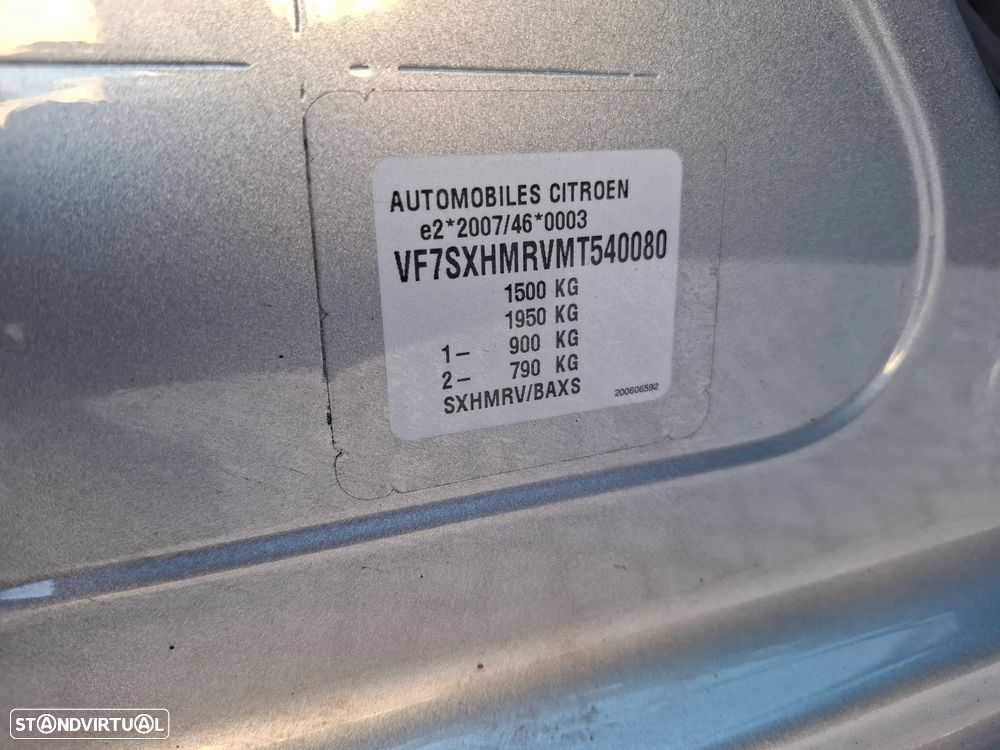 AUTOMOBILES CITROEN
e2*2007/46*0003
VF7SXHMRVMT540080
1500 KG
1950 KG
1- 900 KG
2- 790 KG
SXHMRV/BAXS
200606592
STANDVIRTUAL